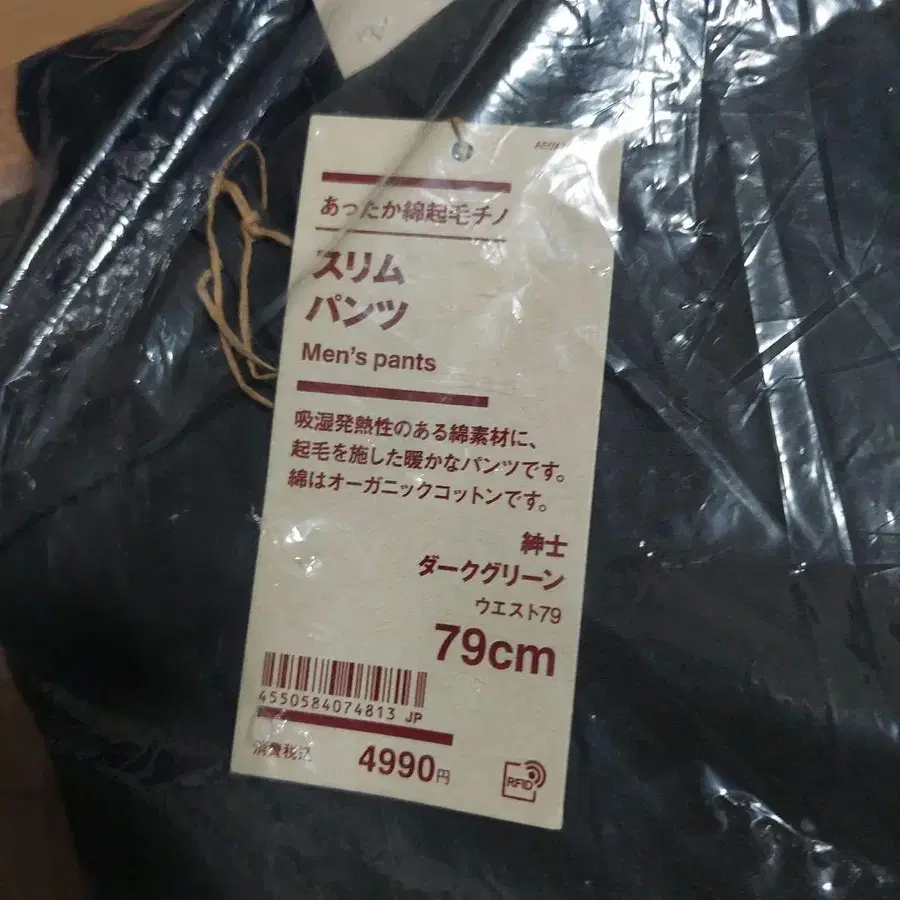 あったか綿起毛チノ
スリム
パンツ
Men's pants
吸湿発熱性のある綿素材に、
起毛を施した暖かなパンツです。
綿はオーガニックコットンです。
紳士
ダークグリーン
ウエスト79
79cm
4550584074813 JP
消費税込 4990円
RFID